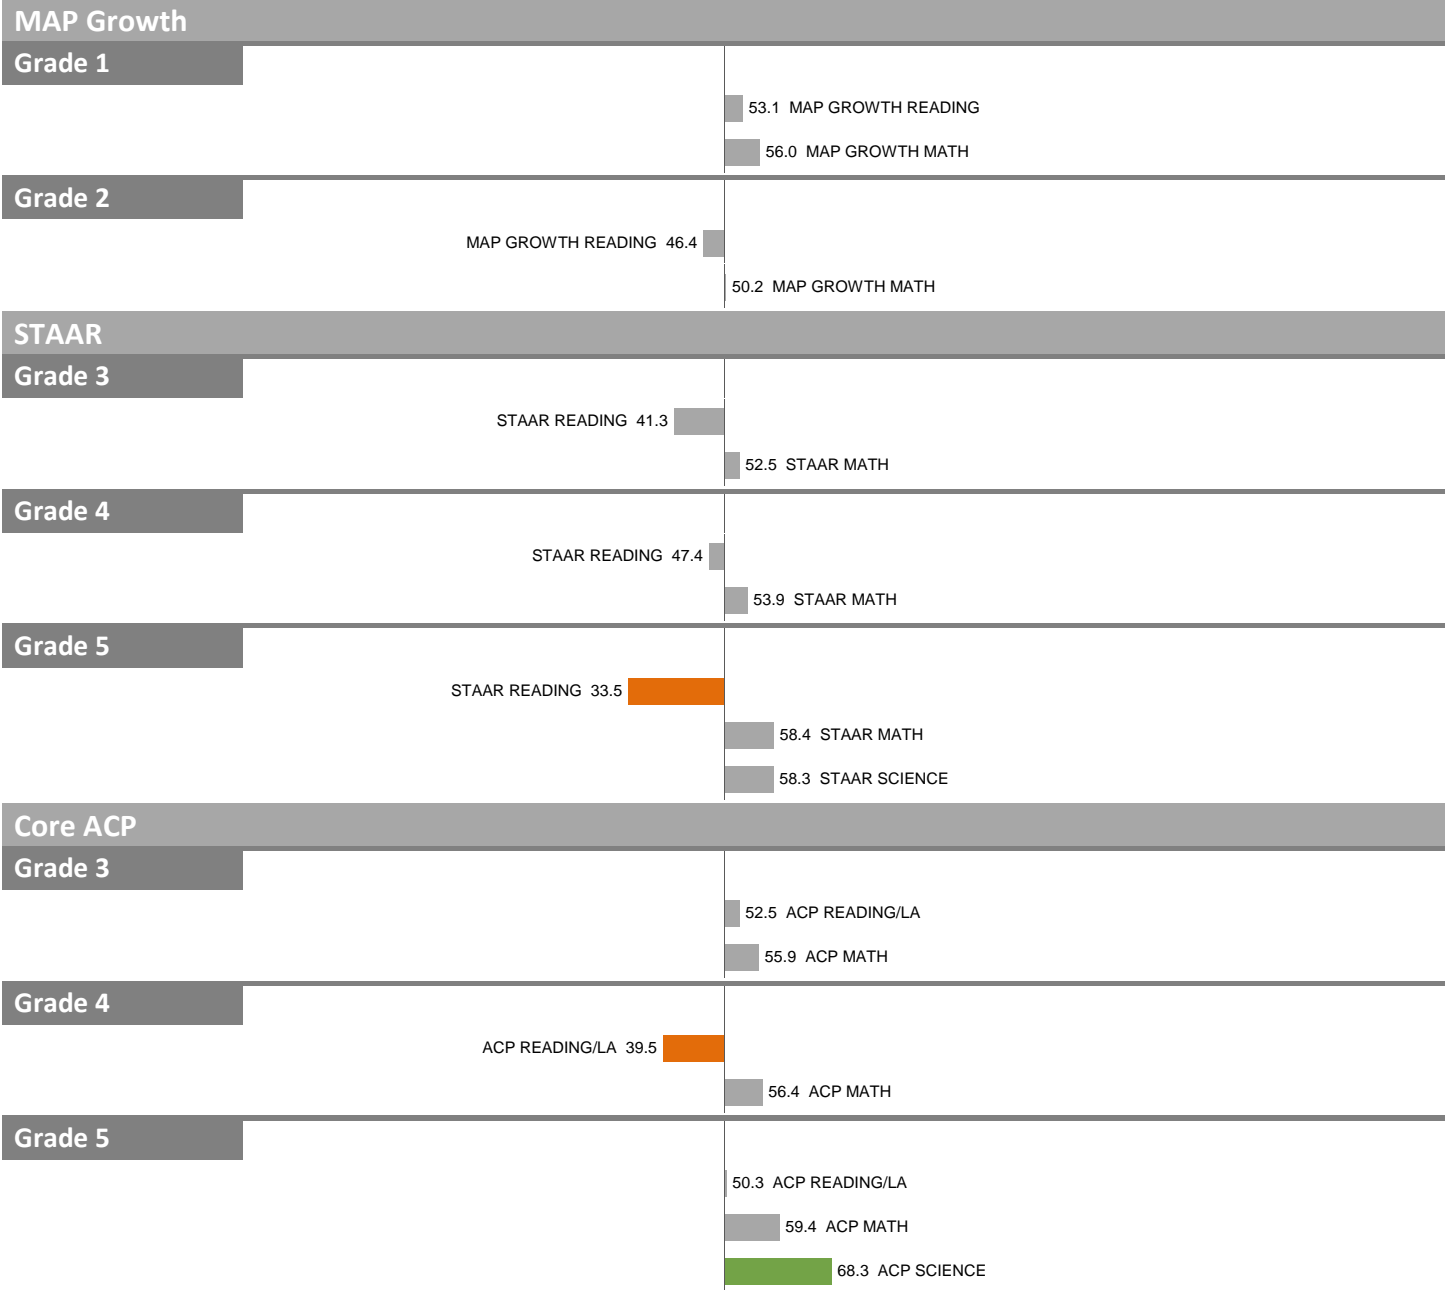 MAP Growth
Grade 1
53.1 MAP GROWTH READING
56.0 MAP GROWTH MATH
Grade 2
MAP GROWTH READING 46.4
50.2 MAP GROWTH MATH
STAAR
Grade 3
STAAR READING 41.3
52.5 STAAR MATH
Grade 4
STAAR READING 47.4
53.9 STAAR MATH
Grade 5
STAAR READING 33.5
58.4 STAAR MATH
58.3 STAAR SCIENCE
Core ACP
Grade 3
52.5 ACP READING/LA
55.9 ACP MATH
Grade 4
ACP READING/LA 39.5
56.4 ACP MATH
Grade 5
50.3 ACP READING/LA
59.4 ACP MATH
68.3 ACP SCIENCE